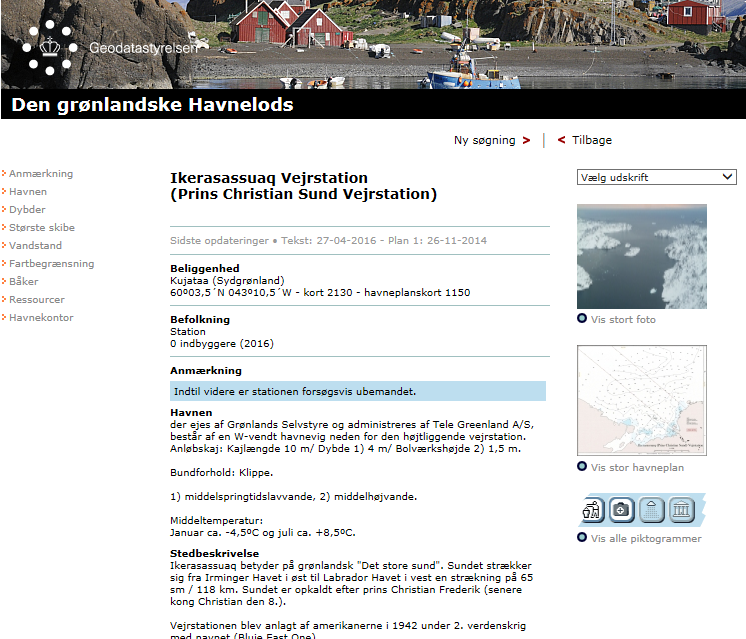 Geodatastyrelsen
Den grønlandske Havnelods
Ny søgning > | < Tilbage
Anmærkning
Havnen
Dybder
Største skibe
Vandstand
Fartbegrænsning
Båker
Ressourcer
Havnekontor
Ikerasassuaq Vejrstation
(Prins Christian Sund Vejrstation)
Sidste opdateringer • Tekst: 27-04-2016 - Plan 1: 26-11-2014
Beliggenhed
Kujataa (Sydgrønland)
60º03,5´N 043º10,5´W - kort 2130 - havneplanskort 1150
Befolkning
Station
0 indbyggere (2016)
Anmærkning
Indtil videre er stationen forsøgsvis ubemandet.
Havnen
der ejes af Grønlands Selvstyre og administreres af Tele Greenland A/S,
består af en W-vendt havnevig neden for den højtliggende vejrstation.
Anløbskaj: Kajlængde 10 m/ Dybde 1) 4 m/ Bolværkshøjde 2) 1,5 m.
Bundforhold: Klippe.
1) middelspringtidslavvande, 2) middelhøjvande.
Middeltemperatur:
Januar ca. -4,5ºC og juli ca. +8,5ºC.
Stedbeskrivelse
Ikerasassuaq betyder på grønlandsk "Det store sund". Sundet strækker
sig fra Irminger Havet i øst til Labrador Havet i vest en strækning på 65
sm / 118 km. Sundet er opkaldt efter prins Christian Frederik (senere
kong Christian den 8.).
Vejrstationen blev anlagt af amerikanerne i 1942 under 2. verdenskrig
med navnet (Bluie East One).
Vælg udskrift
Vis stort foto
Vis stor havneplan
Vis alle piktogrammer